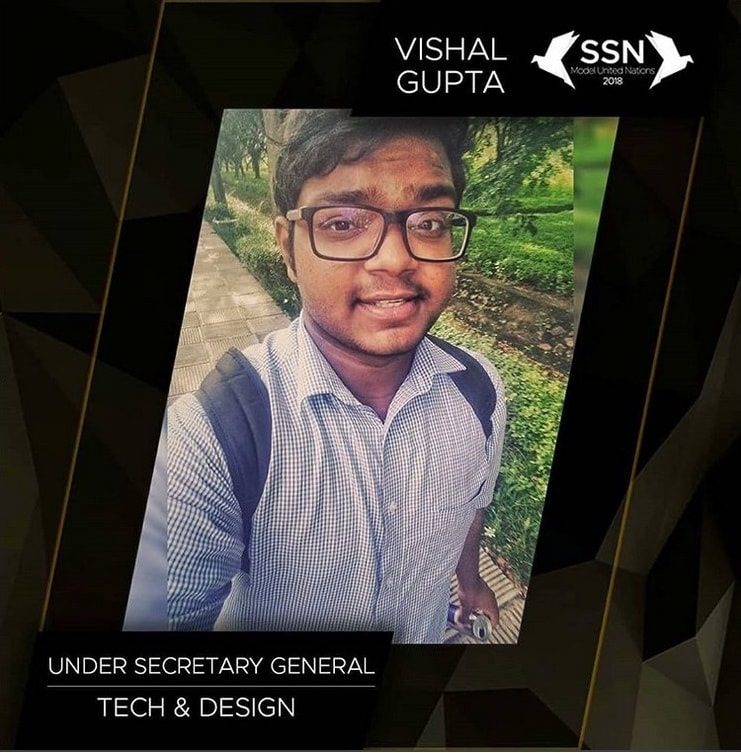 VISHAL
GUPTA
SSN
Model United Nations
2018
UNDER SECRETARY GENERAL
TECH & DESIGN